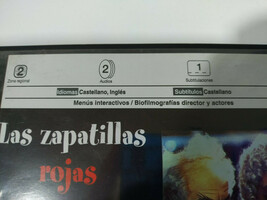 2 2 1
Zona regional Audios Subtitulaciones
Idiomas Castellano, Inglés Subtítulos Castellano
Menús interactivos / Biofilmografías director y actores
Las zapatillas
rojas